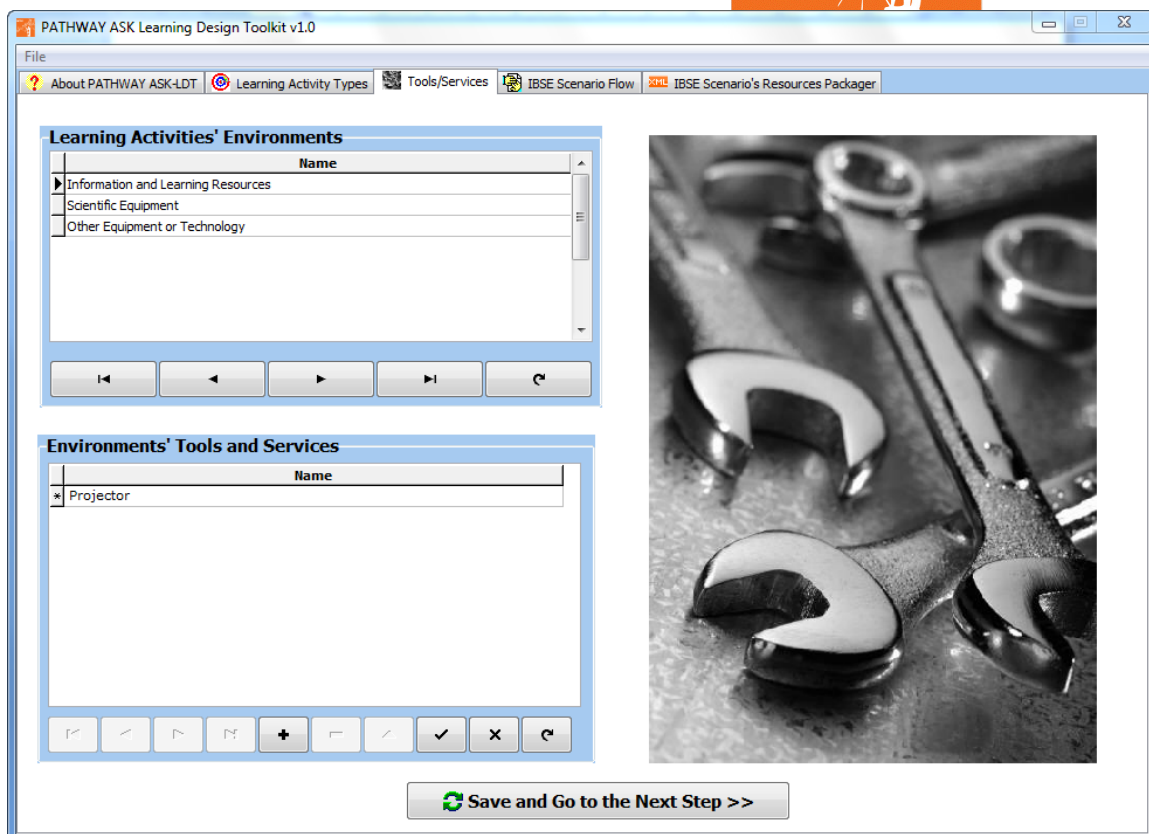 PATHWAY ASK Learning Design Toolkit v1.0
File
About PATHWAY ASK-LDT Learning Activity Types Tools/Services IBSE Scenario Flow XML IBSE Scenario's Resources Packager
Learning Activities' Environments
Name
Information and Learning Resources
Scientific Equipment
Other Equipment or Technology
Environments' Tools and Services
Name
* Projector
Save and Go to the Next Step >>